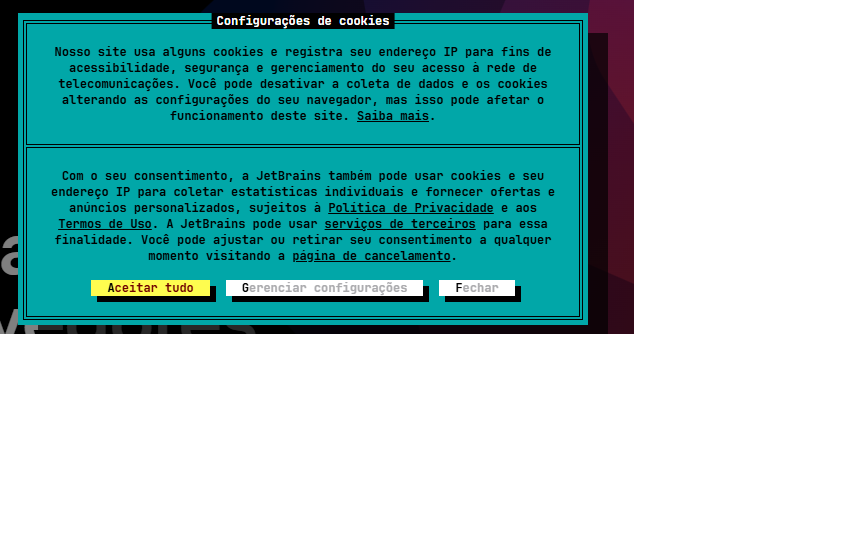 Configurações de cookies
Nosso site usa alguns cookies e registra seu endereço IP para fins de
acessibilidade, segurança e gerenciamento do seu acesso à rede de
telecomunicações. Você pode desativar a coleta de dados e os cookies
alterando as configurações do seu navegador, mas isso pode afetar o
funcionamento deste site. Saiba mais.
Com o seu consentimento, a JetBrains também pode usar cookies e seu
endereço IP para coletar estatísticas individuais e fornecer ofertas e
anúncios personalizados, sujeitos à Política de Privacidade e aos
Termos de Uso. A JetBrains pode usar serviços de terceiros para essa
finalidade. Você pode ajustar ou retirar seu consentimento a qualquer
momento visitando a página de cancelamento.
Aceitar tudo Gerenciar configurações Fechar